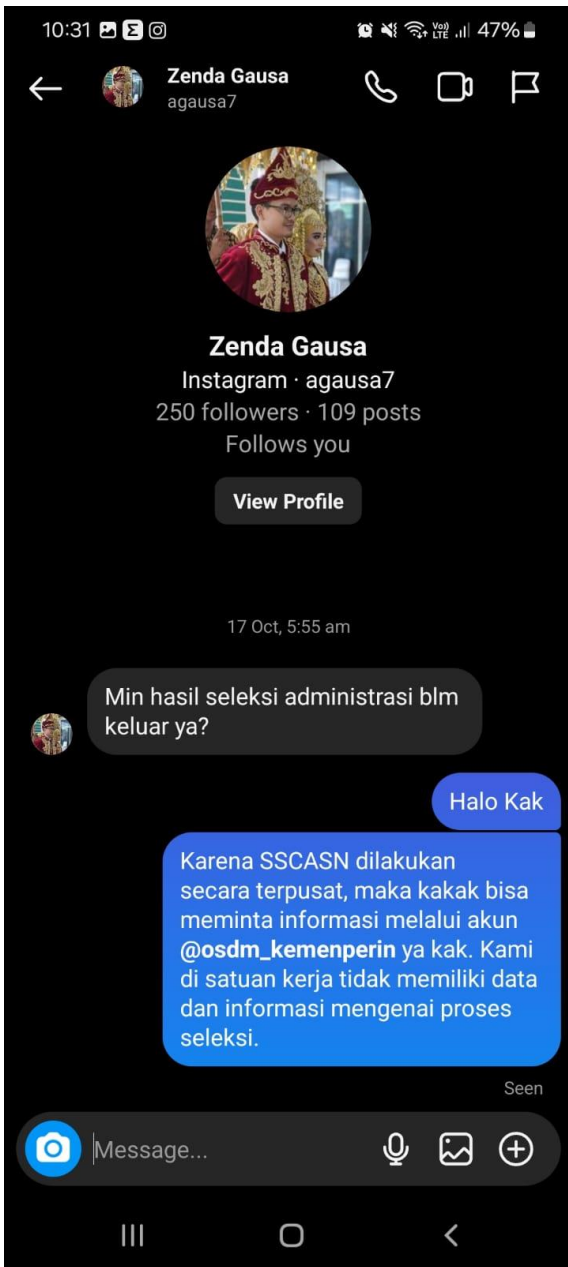 10:31 47%
Zenda Gausa
agausa7
Zenda Gausa
Instagram · agausa7
250 followers · 109 posts
Follows you
View Profile
17 Oct, 5:55 am
Min hasil seleksi administrasi blm
keluar ya?
Halo Kak
Karena SSCASN dilakukan
secara terpusat, maka kakak bisa
meminta informasi melalui akun
@osdm_kemenperin ya kak. Kami
di satuan kerja tidak memiliki data
dan informasi mengenai proses
seleksi.
Seen
Message...